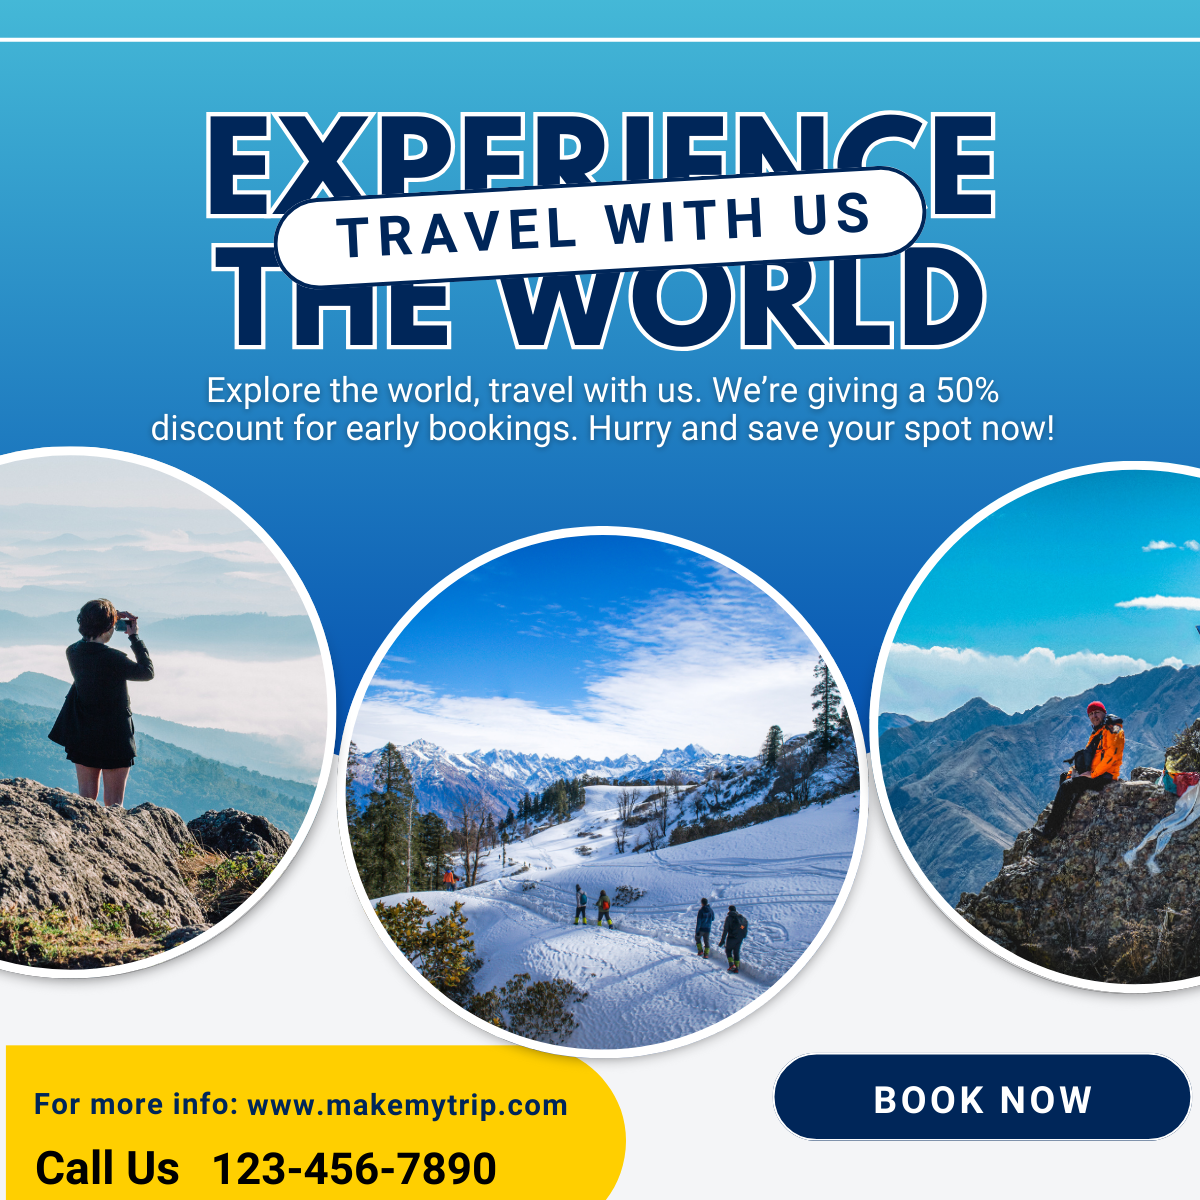 EXPERIENCE
TRAVEL WITH US
THE WORLD
Explore the world, travel with us. We’re giving a 50%
discount for early bookings. Hurry and save your spot now!
For more info: www.makemytrip.com
BOOK NOW
Call Us 123-456-7890